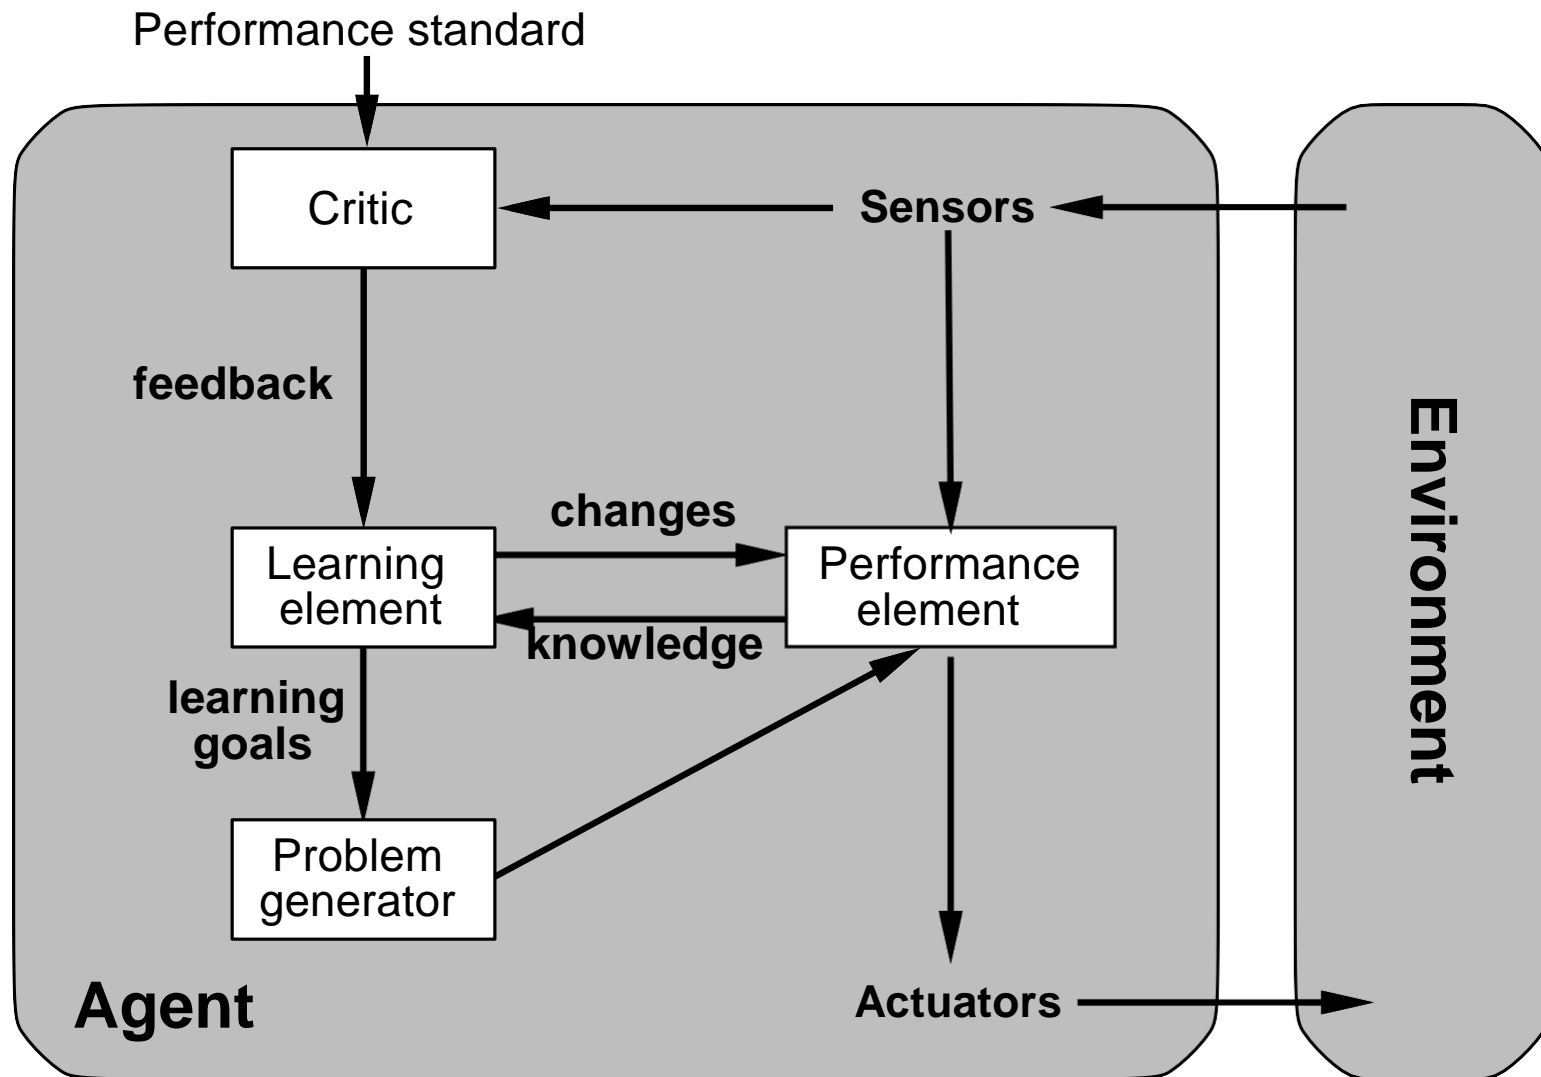 Performance standard
Critic
Sensors
feedback
changes
Learning
element
Performance
element
knowledge
learning
goals
Problem
generator
Agent
Actuators
Environment